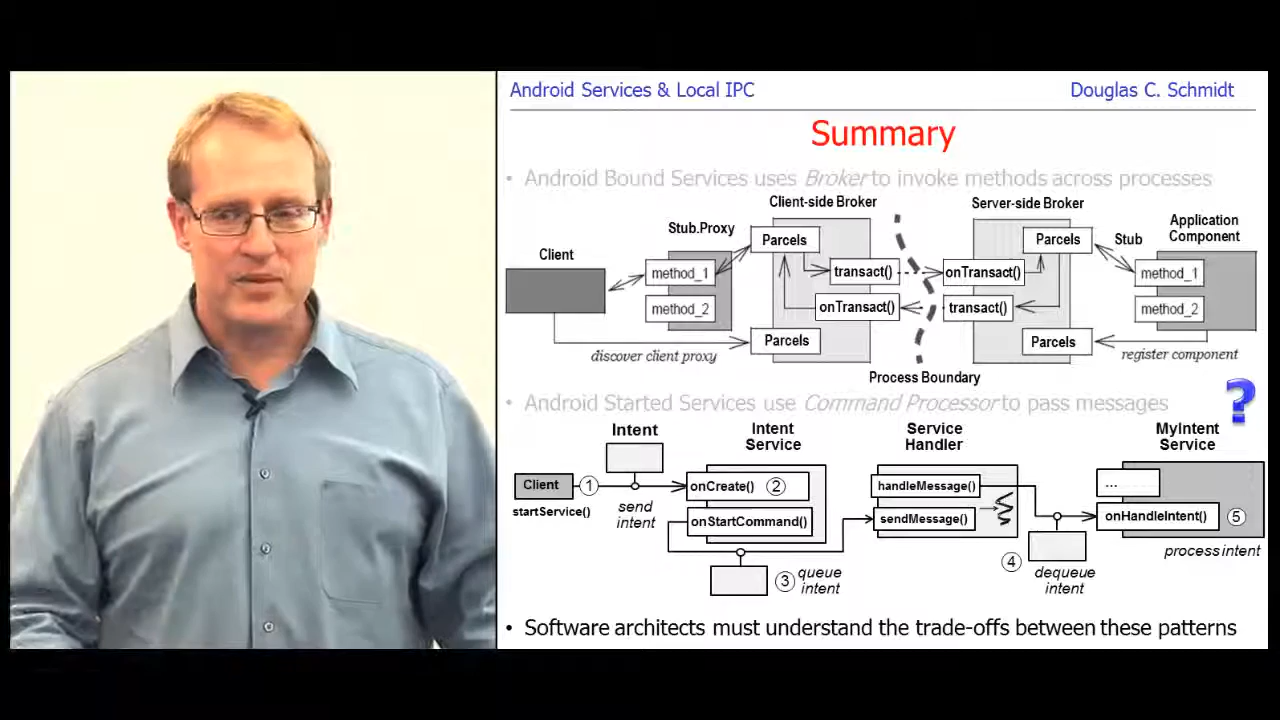 Android Services & Local IPC
Douglas C. Schmidt
Summary
• Android Bound Services uses Broker to invoke methods across processes
Client-side Broker
Server-side Broker
Stub.Proxy
Parcels
Parcels
Stub
Application
Component
Client
method_1
transact()
onTransact()
method_1
method_2
onTransact()
transact()
method_2
Parcels
Parcels
discover client proxy
register component
Process Boundary
?
• Android Started Services use Command Processor to pass messages
Intent
Intent
Service
Service
Handler
MyIntent
Service
Client
1
onCreate()
2
handleMessage()
...
startService()
send
intent
onStartCommand()
sendMessage()
onHandleIntent()
5
process intent
3
queue
intent
4
dequeue
intent
• Software architects must understand the trade-offs between these patterns